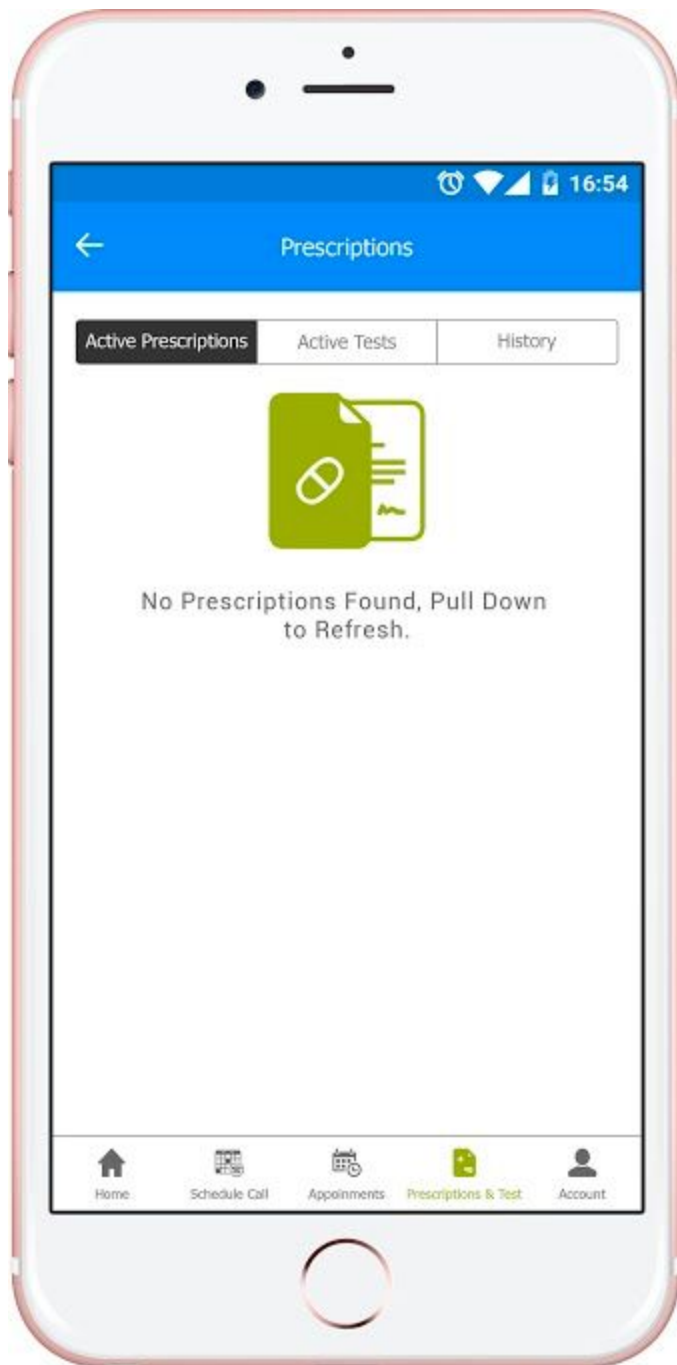 16:54
Prescriptions
Active Prescriptions
Active Tests
History
No Prescriptions Found, Pull Down
to Refresh.
Home
Schedule Call
Appoinments
Prescriptions & Test
Account